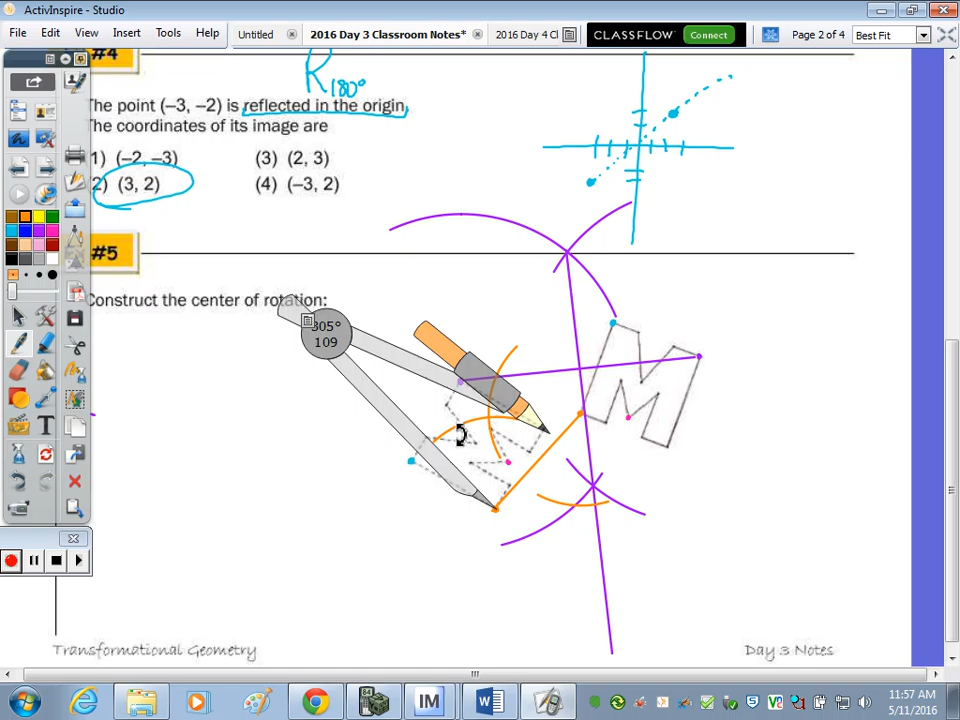 ActivInspire - Studio
File Edit View Insert Tools Help Untitled 2016 Day 3 Classroom Notes* 2016 Day 4 Cl CLASSFLOW Connect Page 2 of 4 Best Fit
#4
R180°
The point (−3, −2) is reflected in the origin.
The coordinates of its image are
1) (−2, −3) (3) (2, 3)
2) (3, 2) (4) (−3, 2)
#5
Construct the center of rotation:
305°
109
M
Transformational Geometry Day 3 Notes
IM
11:57 AM
5/11/2016